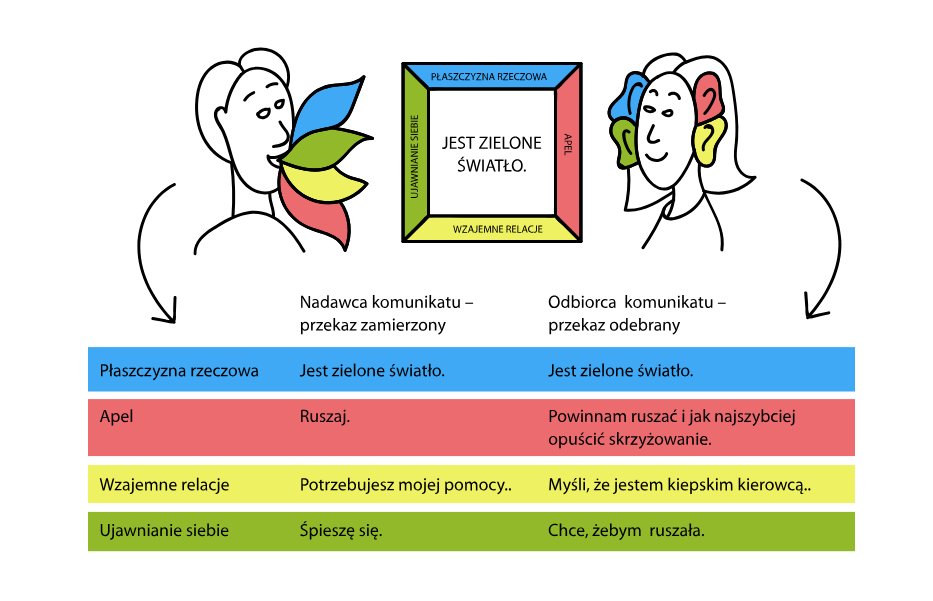 PŁASZCZYZNA RZECZOWA
UJAWNIANIE SIEBIE
JEST ZIELONE
ŚWIATŁO.
APEL
WZAJEMNE RELACJE
Nadawca komunikatu –
przekaz zamierzony
Odbiorca komunikatu –
przekaz odebrany
Płaszczyzna rzeczowa Jest zielone światło. Jest zielone światło.
Apel Ruszaj. Powinnam ruszać i jak najszybciej
opuścić skrzyżowanie.
Wzajemne relacje Potrzebujesz mojej pomocy.. Myśli, że jestem kiepskim kierowcą..
Ujawnianie siebie Śpieszę się. Chce, żebym ruszała.